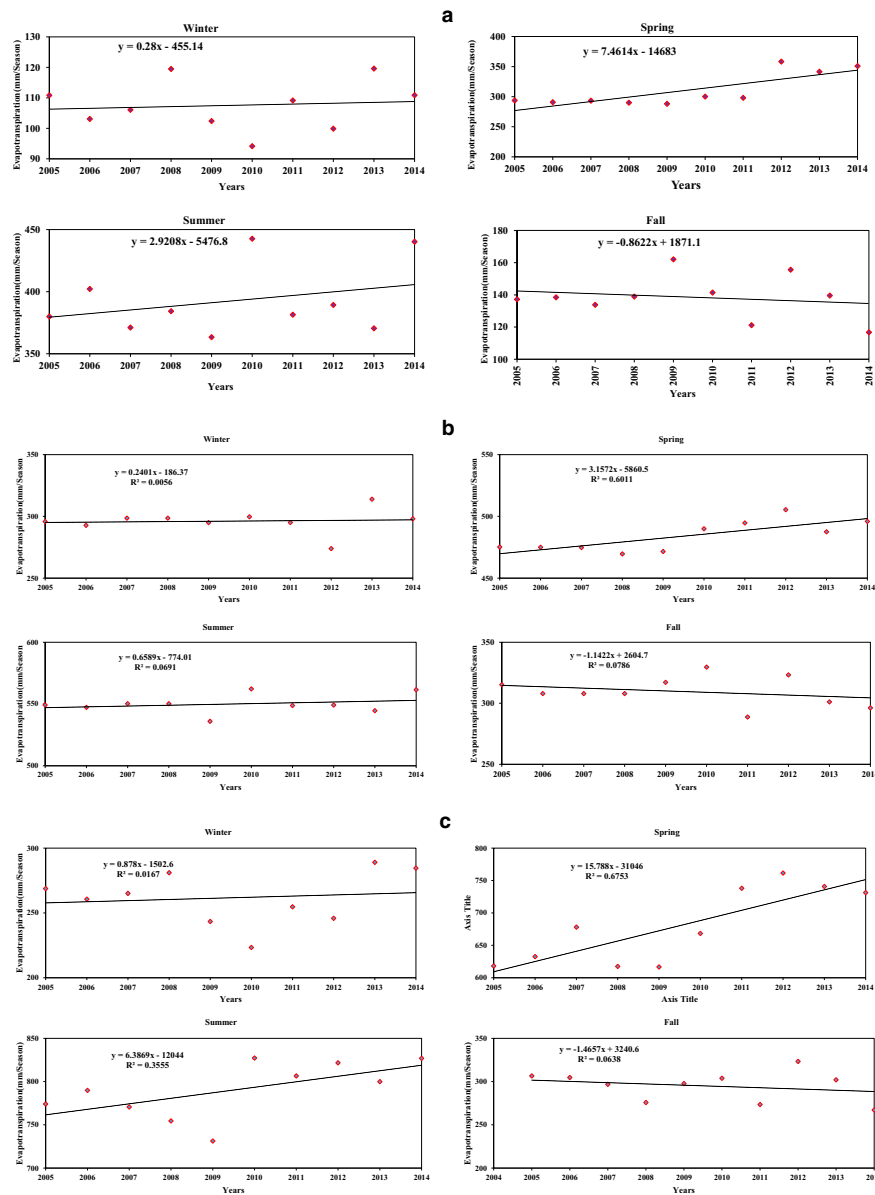 a
Winter
y = 0.28x - 455.14
Evapotranspiration(mm/Season)
130
120
110
100
90
2005 2006 2007 2008 2009 2010 2011 2012 2013 2014
Years
Spring
y = 7.4614x - 14683
Evapotranspiration(mm/Season)
400
350
300
250
200
2005 2006 2007 2008 2009 2010 2011 2012 2013 2014
Years
Summer
y = 2.9208x - 5476.8
Evapotranspiration(mm/Season)
450
400
350
2005 2006 2007 2008 2009 2010 2011 2012 2013 2014
Years
Fall
y = -0.8622x + 1871.1
Evapotranspiration(mm/Season)
180
160
140
120
100
2005 2006 2007 2008 2009 2010 2011 2012 2013 2014
Years
b
Winter
y = 0.2401x - 186.37
R² = 0.0056
Evapotranspiration(mm/Season
350
300
250
2005 2006 2007 2008 2009 2010 2011 2012 2013 2014
Years
Spring
y = 3.1572x - 5860.5
R² = 0.6011
Evapotranspiration(mm/Season
550
500
450
2005 2006 2007 2008 2009 2010 2011 2012 2013 2014
Years
Summer
y = 0.6589x - 774.01
R² = 0.0691
Evapotranspiration(mm/Season
600
550
500
2005 2006 2007 2008 2009 2010 2011 2012 2013 2014
Years
Fall
y = -1.1422x + 2604.7
R² = 0.0786
Evapotranspiration(mm/Season
350
300
250
2005 2006 2007 2008 2009 2010 2011 2012 2013 201
Years
c
Winter
y = 0.878x - 1502.6
R² = 0.0167
Evapotranspiration(mm/Season)
300
250
200
2005 2006 2007 2008 2009 2010 2011 2012 2013 2014
Years
Spring
y = 15.788x - 31046
R² = 0.6753
Axis Title
800
750
700
650
600
2005 2006 2007 2008 2009 2010 2011 2012 2013 2014
Axis Title
Summer
y = 6.3869x - 12044
R² = 0.3555
Evapotranspiration(mm/Season)
850
800
750
700
2005 2006 2007 2008 2009 2010 2011 2012 2013 2014
Years
Fall
y = -1.4657x + 3240.6
R² = 0.0638
Evapotranspiration(mm/Season)
350
300
250
200
2004 2005 2006 2007 2008 2009 2010 2011 2012 2013 201
Years